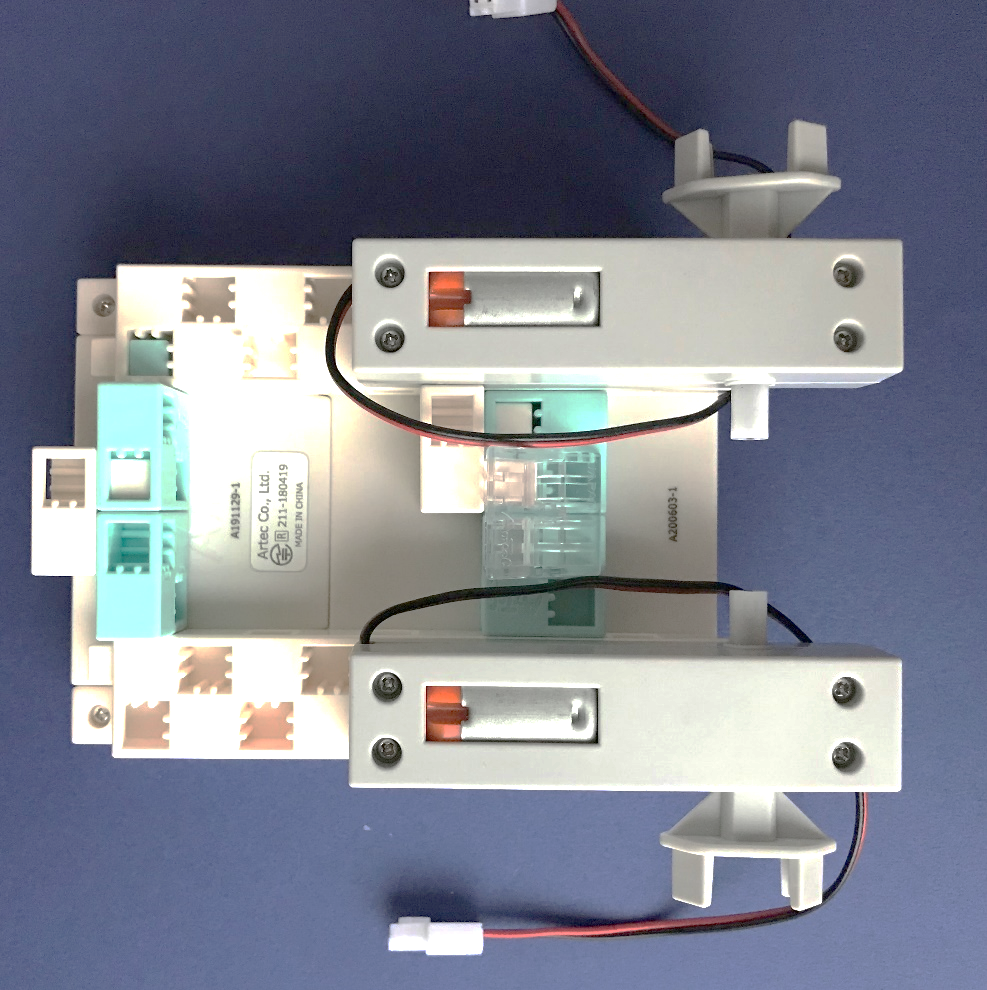 A191129-1
Artec Co., Ltd.
R 211-180419
MADE IN CHINA
A200603-1